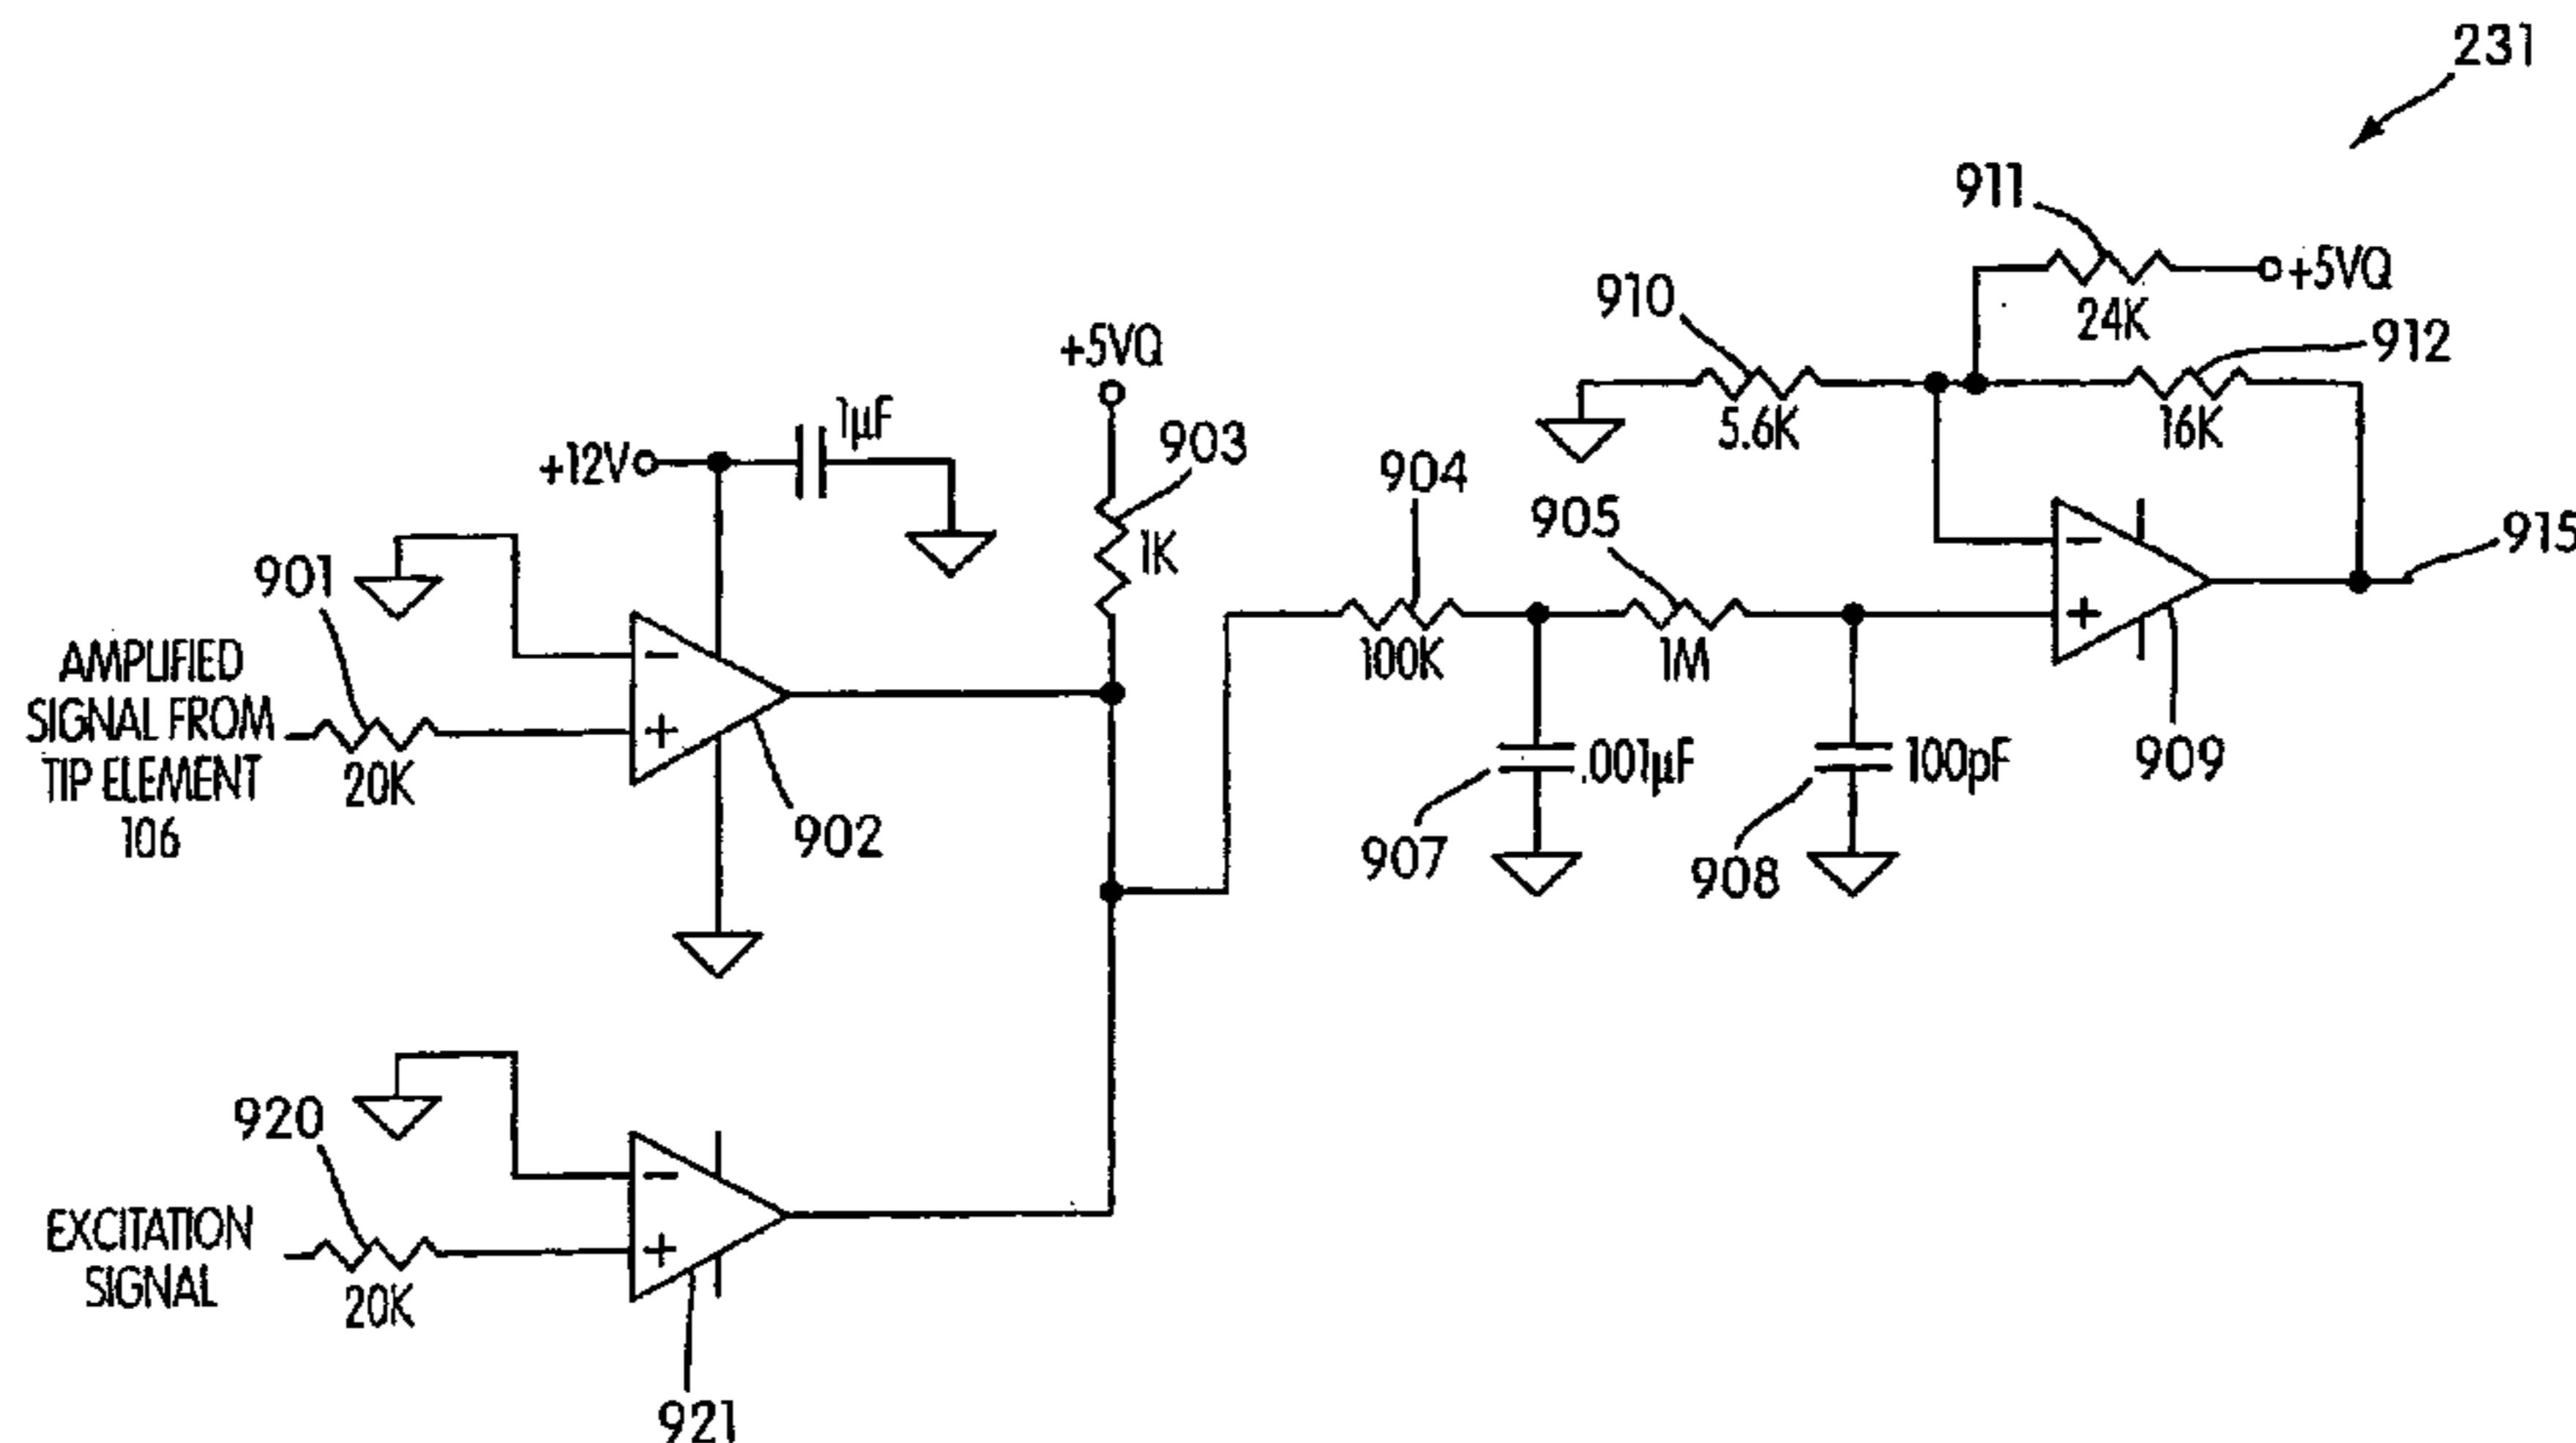 231
911
+5VQ
24K
910
912
5.6K
16K
+5VQ
1µF
+12V
903
1K
904
905
915
901
AMPLIFIED
SIGNAL FROM
TIP ELEMENT
106
20K
−
+
902
100K
1M
−
+
909
.001µF
100pF
907
908
920
EXCITATION
SIGNAL
20K
−
+
921